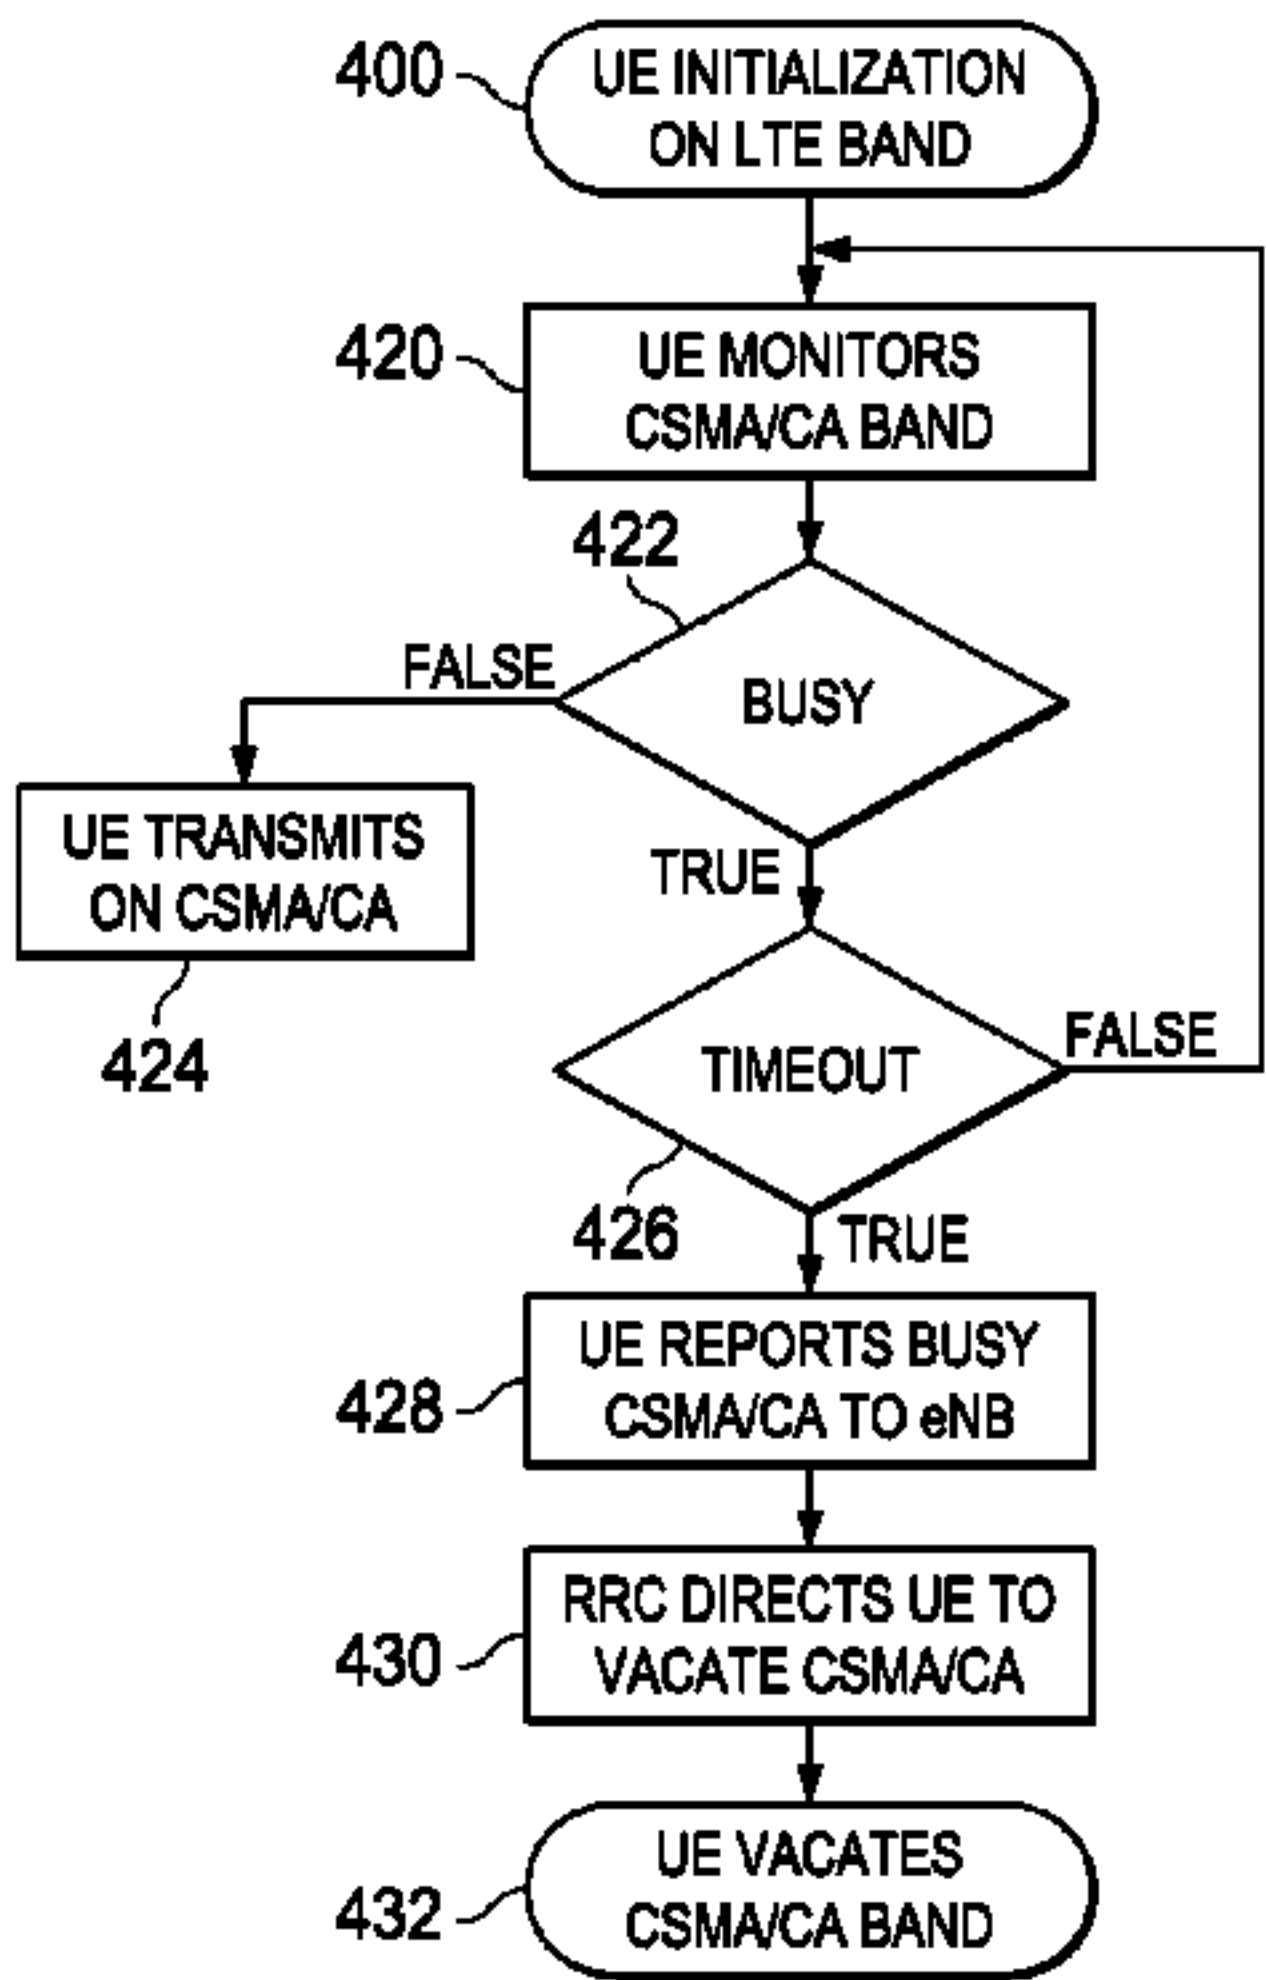 400
UE INITIALIZATION
ON LTE BAND
420
UE MONITORS
CSMA/CA BAND
422
FALSE
BUSY
UE TRANSMITS
ON CSMA/CA
424
TRUE
TIMEOUT
FALSE
426
TRUE
428
UE REPORTS BUSY
CSMA/CA TO eNB
430
RRC DIRECTS UE TO
VACATE CSMA/CA
432
UE VACATES
CSMA/CA BAND